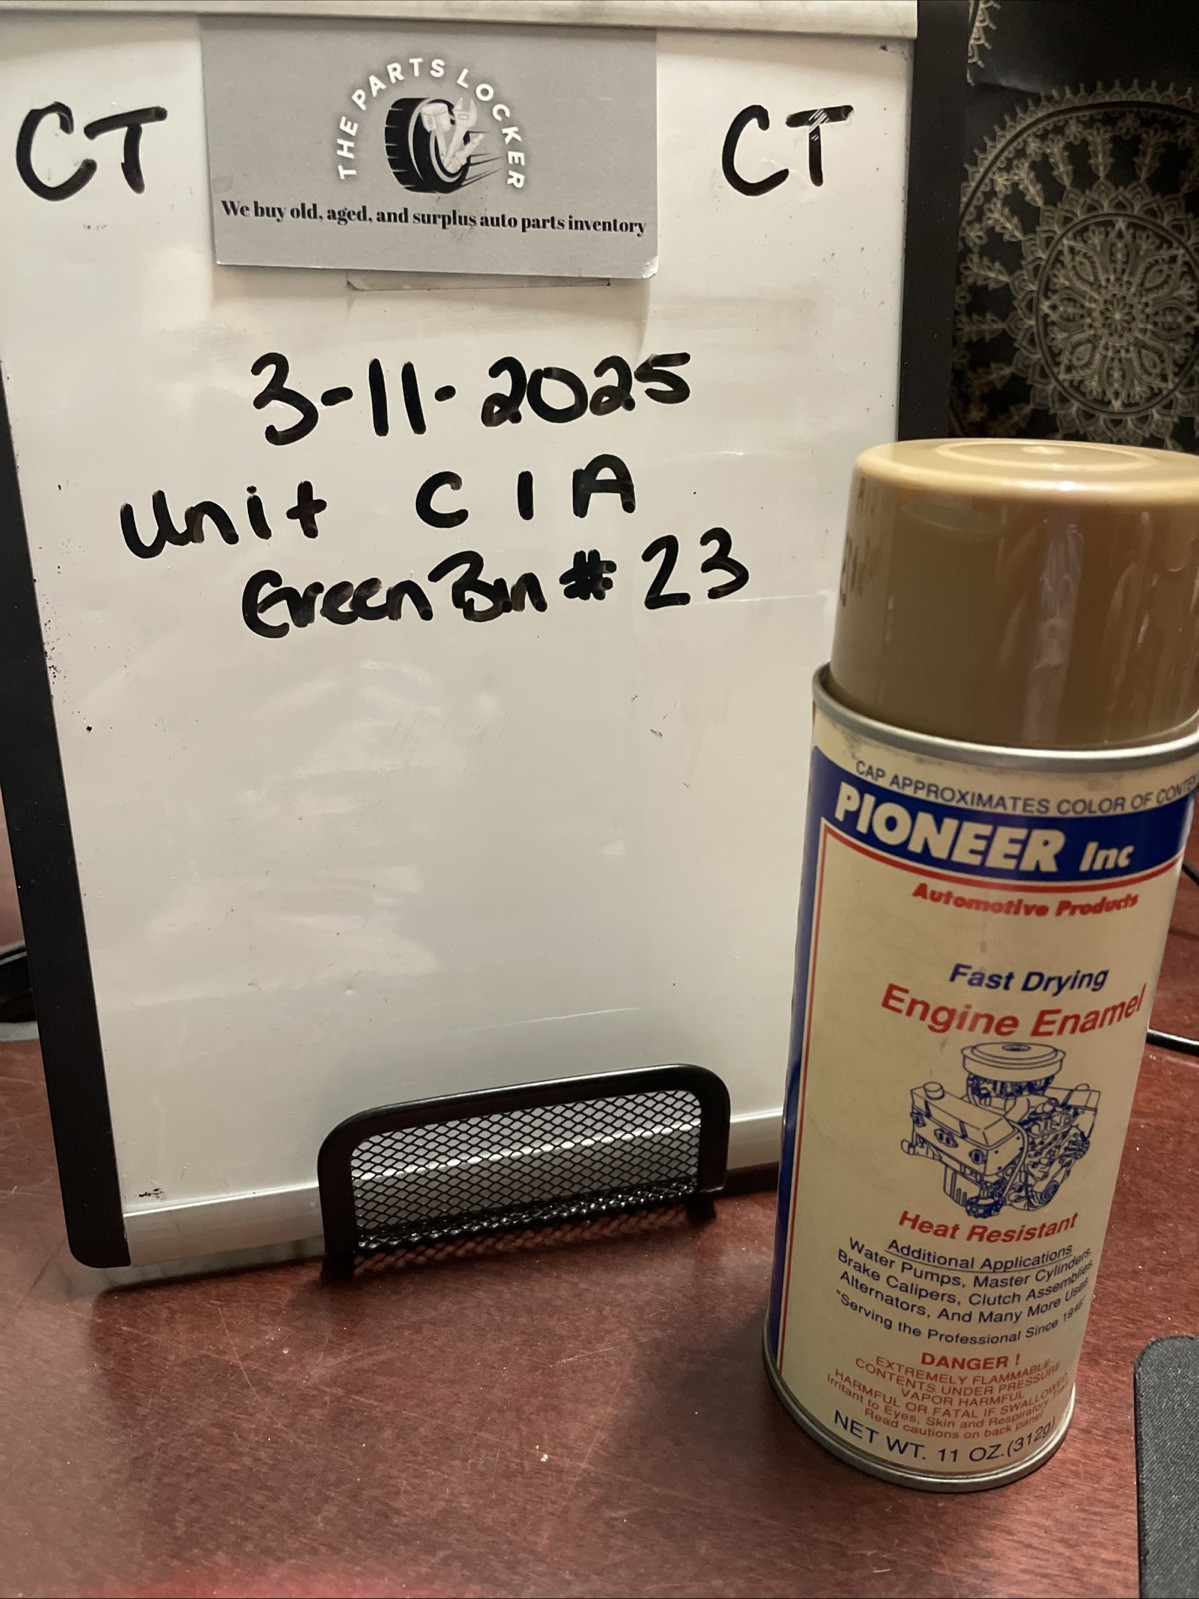 CT
CT
THE PARTS LOCKER
We buy old, aged, and surplus auto parts inventory
3-11-2025
Unit C 1 A
Green Bin # 23
CAP APPROXIMATES COLOR OF
PIONEER Inc
Automotive Products
Fast Drying
Engine Enamel
Heat Resistant
Additional Applications
Water Pumps, Master Cylinders,
Brake Calipers, Clutch Assemblies,
Alternators, And Many More Uses
"Serving the Professional Since
DANGER !
EXTREMELY FLAMMABLE
CONTENTS UNDER PRESSURE
VAPOR HARMFUL
HARMFUL OR FATAL IF SWALLOWED
Irritant to Eyes, Skin and Respiratory
Read cautions on back panel
NET WT. 11 OZ.(312g)